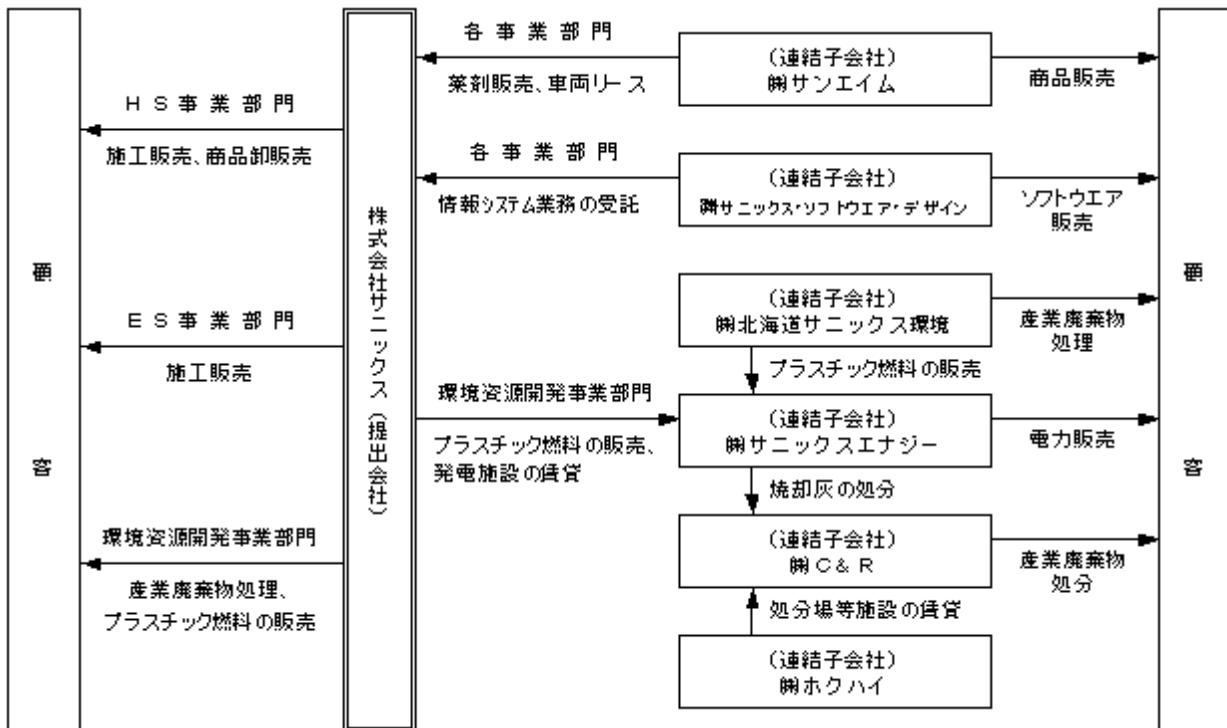 顧客
ＨＳ事業部門
施工販売、商品卸販売
ＥＳ事業部門
施工販売
環境資源開発事業部門
産業廃棄物処理、
プラスチック燃料の販売
株式会社サニックス（提出会社）
各事業部門
薬剤販売、車両リース
各事業部門
情報システム業務の受託
環境資源開発事業部門
プラスチック燃料の販売、
発電施設の賃貸
（連結子会社）
㈱サンエイム
（連結子会社）
㈱サニックス・ソフトウエア・デザイン
（連結子会社）
㈱北海道サニックス環境
プラスチック燃料の販売
（連結子会社）
㈱サニックスエナジー
焼却灰の処分
（連結子会社）
㈱Ｃ＆Ｒ
処分場等施設の賃貸
（連結子会社）
㈱ホクハイ
商品販売
ソフトウエア
販売
産業廃棄物
処理
電力販売
産業廃棄物
処分
顧客